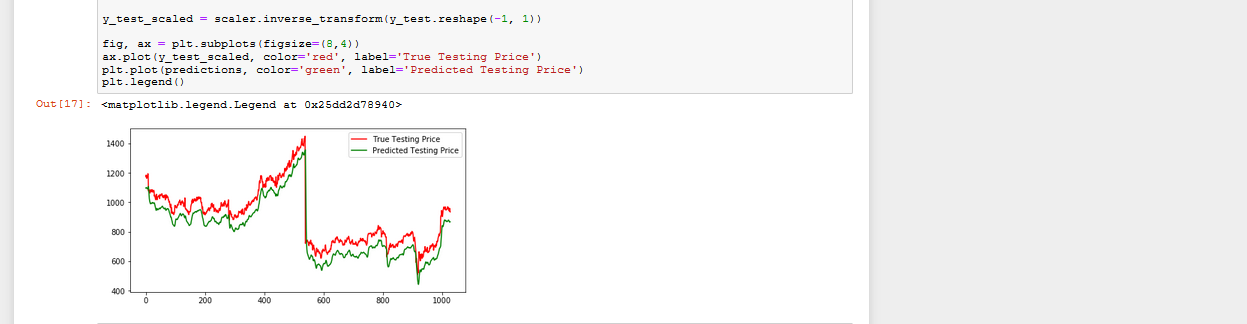 y_test_scaled = scaler.inverse_transform(y_test.reshape(-1, 1))
fig, ax = plt.subplots(figsize=(8,4))
ax.plot(y_test_scaled, color='red', label='True Testing Price')
plt.plot(predictions, color='green', label='Predicted Testing Price')
plt.legend()
Out[17]: <matplotlib.legend.Legend at 0x25dd2d78940>
True Testing Price
Predicted Testing Price
1400
1200
1000
800
600
400
0 200 400 600 800 1000